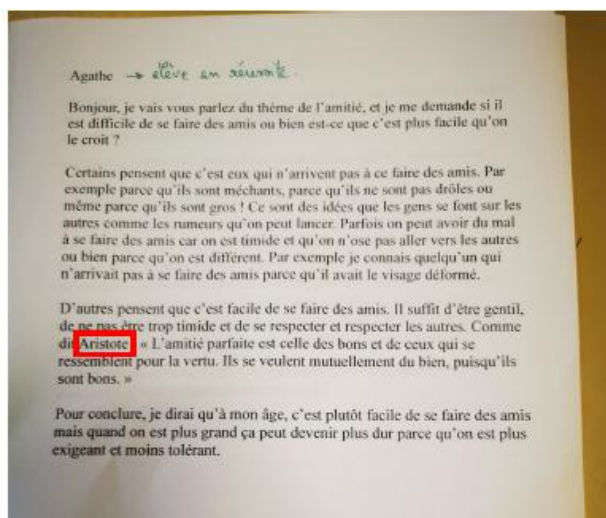 Agathe → élève en réussite.
Bonjour, je vais vous parlez du thème de l'amitié, et je me demande si il
est difficile de se faire des amis ou bien est-ce que c'est plus facile qu'on
le croit ?
Certains pensent que c'est eux qui n'arrivent pas à ce faire des amis. Par
exemple parce qu'ils sont méchants, parce qu'ils ne sont pas drôles ou
même parce qu'ils sont gros ! Ce sont des idées que les gens se font sur les
autres comme les rumeurs qu'on peut lancer. Parfois on peut avoir du mal
à se faire des amis car on est timide et qu'on n'ose pas aller vers les autres
ou bien parce qu'on est différent. Par exemple je connais quelqu'un qui
n'arrivait pas à se faire des amis parce qu'il avait le visage déformé.
D'autres pensent que c'est facile de se faire des amis. Il suffit d'être gentil,
de ne pas être trop timide et de se respecter et respecter les autres. Comme
dit Aristote « L'amitié parfaite est celle des bons et de ceux qui se
ressemblent pour la vertu. Ils se veulent mutuellement du bien, puisqu'ils
sont bons. »
Pour conclure, je dirai qu'à mon âge, c'est plutôt facile de se faire des amis
mais quand on est plus grand ça peut devenir plus dur parce qu'on est plus
exigeant et moins tolérant.